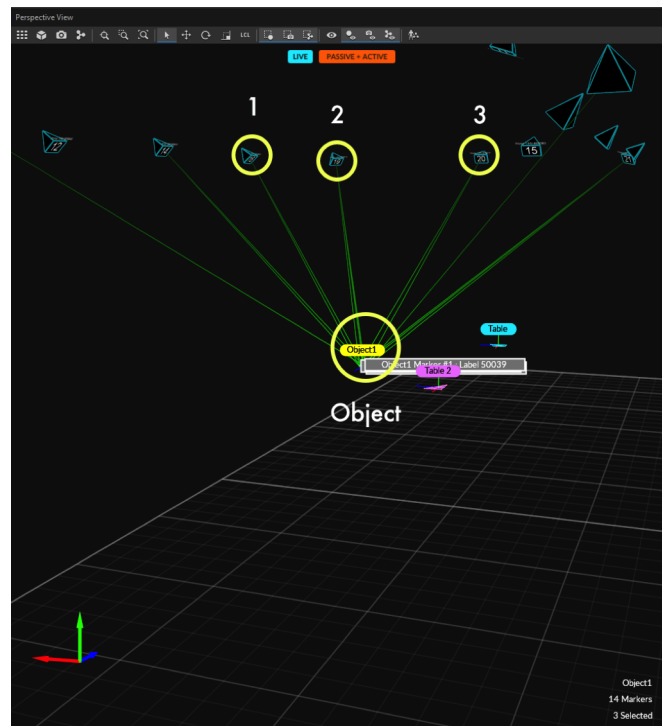 Perspective View
LCL
LIVE
PASSIVE + ACTIVE
1
2
3
20
15
Table
Object1
Object1 Marker #1 : Label 50039
Table 2
Object
Object1
14 Markers
3 Selected